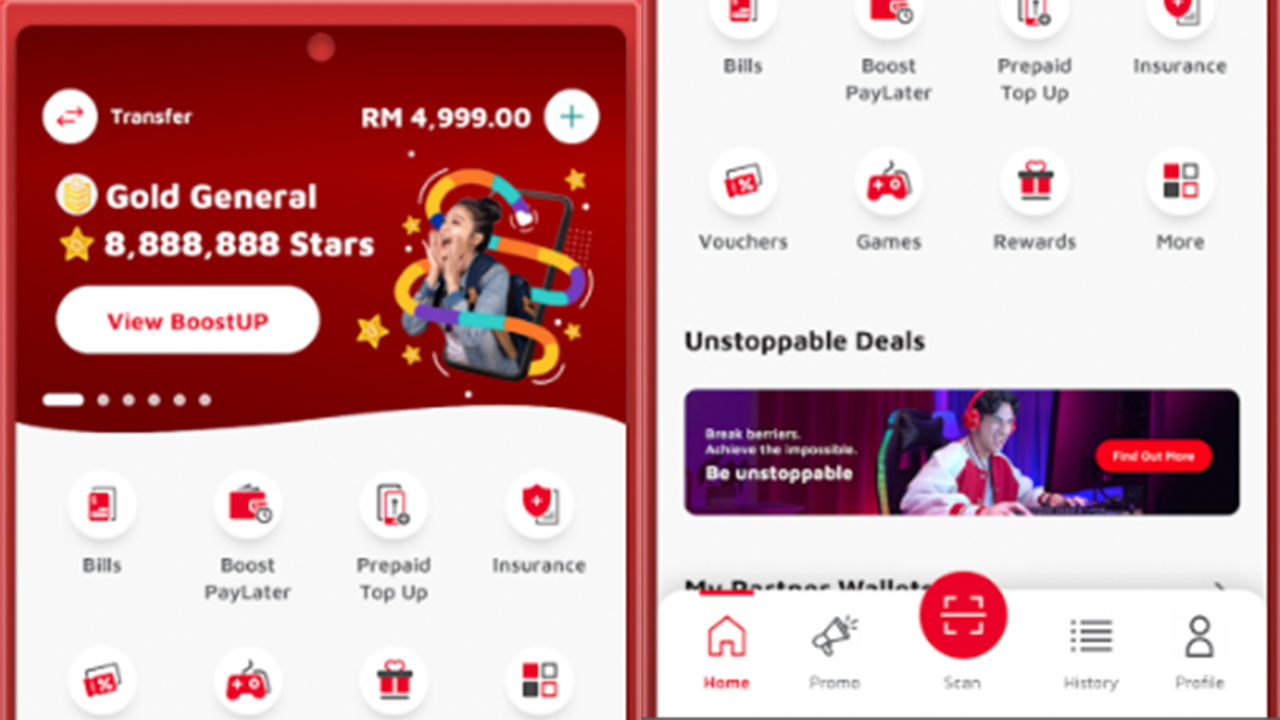 Transfer
RM 4,999.00
Gold General
8,888,888 Stars
View BoostUP
Bills
Boost
PayLater
Prepaid
Top Up
Insurance
Bills
Boost
PayLater
Prepaid
Top Up
Insurance
Vouchers
Games
Rewards
More
Unstoppable Deals
Break barriers.
Achieve the impossible.
Be unstoppable
Find Out More
My Partner Wallets
Home
Promo
Scan
History
Profile